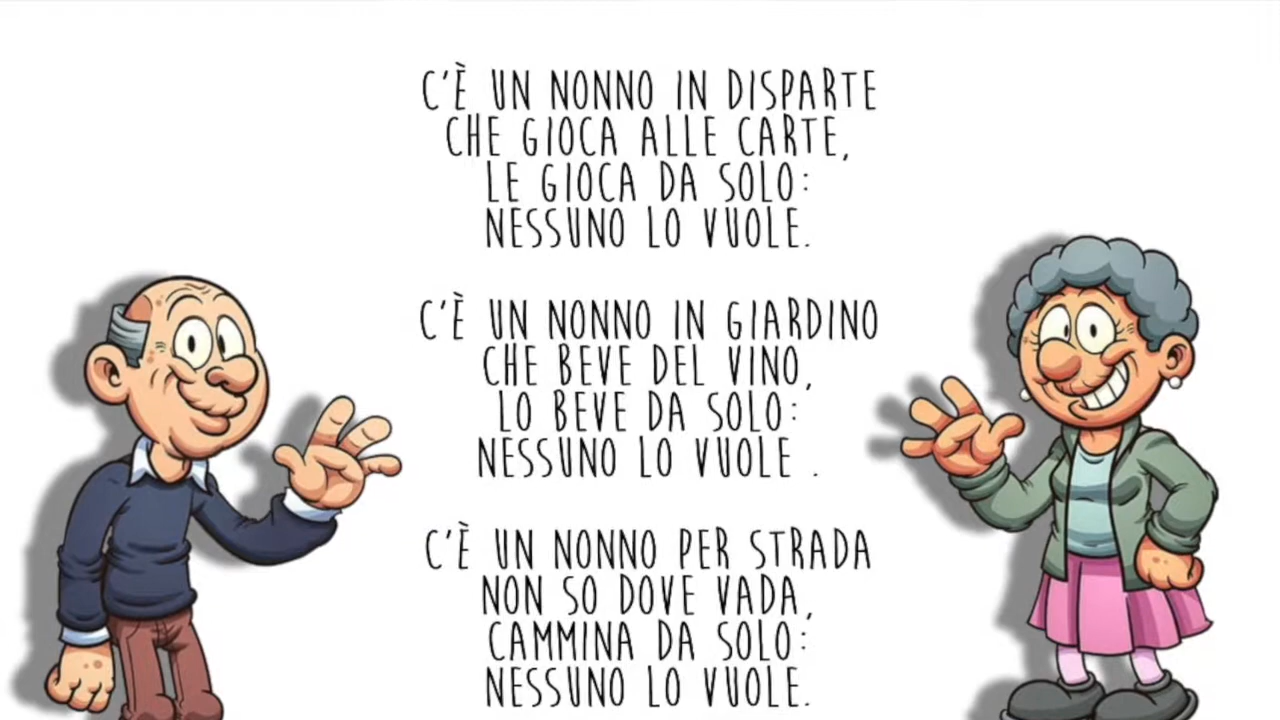 C'È UN NONNO IN DISPARTE
CHE GIOCA ALLE CARTE,
LE GIOCA DA SOLO:
NESSUNO LO VUOLE.
C'È UN NONNO IN GIARDINO
CHE BEVE DEL VINO,
LO BEVE DA SOLO:
NESSUNO LO VUOLE .
C'È UN NONNO PER STRADA
NON SO DOVE VADA,
CAMMINA DA SOLO:
NESSUNO LO VUOLE.